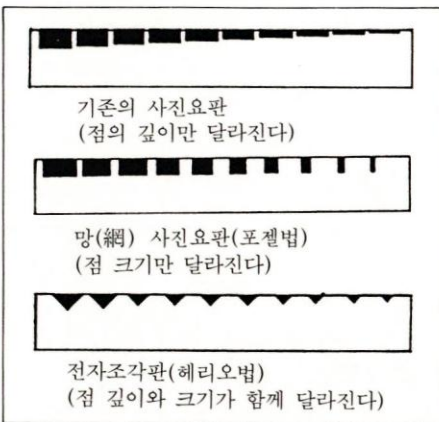 기존의 사진요판
(점의 깊이만 달라진다)
망(網) 사진요판(포젤법)
(점 크기만 달라진다)
전자조각판(헤리오법)
(점 깊이와 크기가 함께 달라진다)